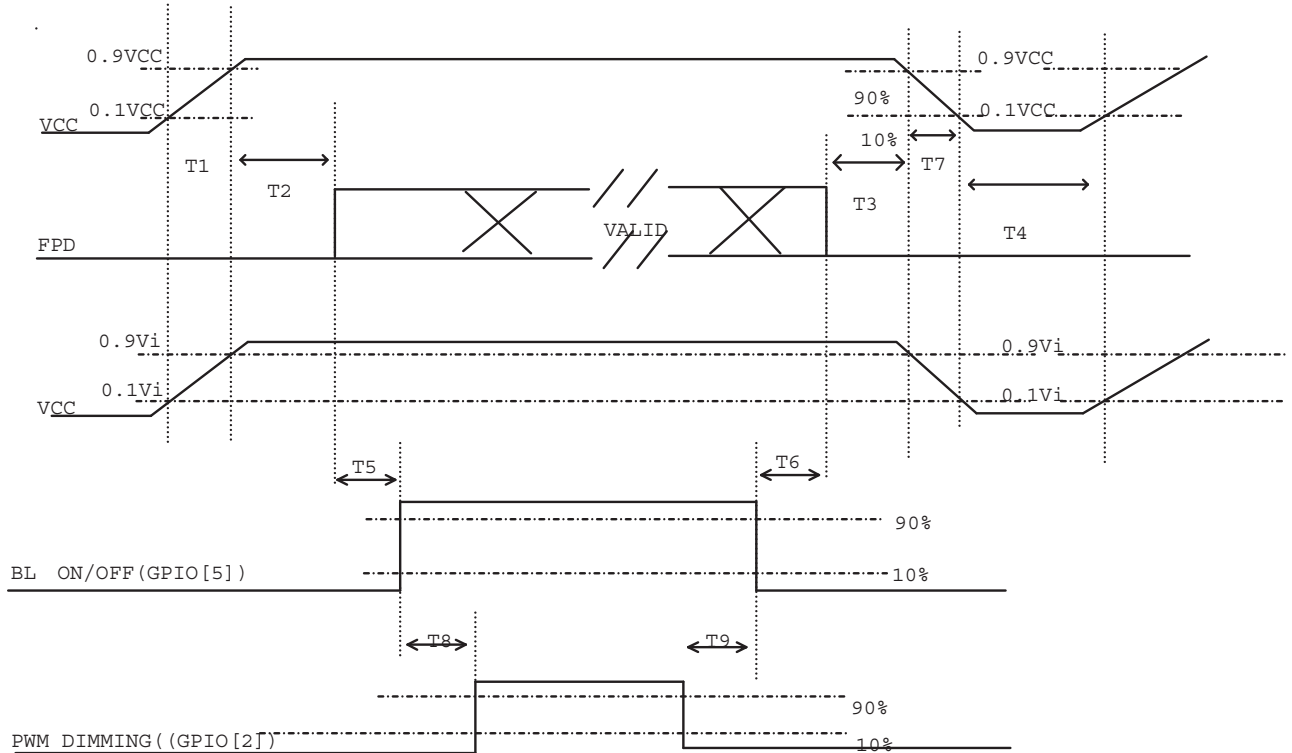 0.9VCC
0.9VCC
90%
0.1VCC
0.1VCC
VCC
10%
T1
T7
T2
T3
VALID
T4
FPD
0.9Vi
0.9Vi
0.1Vi
0.1Vi
VCC
T5
T6
90%
BL ON/OFF(GPIO[5])
10%
T8
T9
90%
PWM DIMMING((GPIO[2])
10%